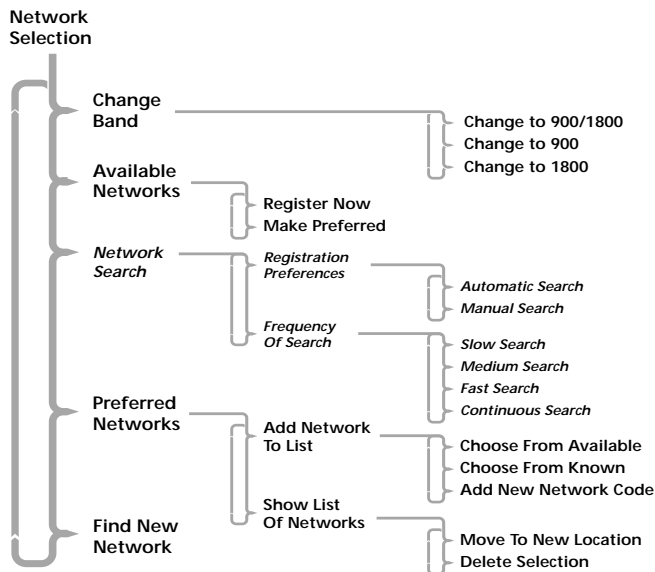 Network
Selection
Change
Band
Change to 900/1800
Change to 900
Change to 1800
Available
Networks
Register Now
Make Preferred
Network
Search
Registration
Preferences
Automatic Search
Manual Search
Frequency
Of Search
Slow Search
Medium Search
Fast Search
Continuous Search
Preferred
Networks
Add Network
To List
Choose From Available
Choose From Known
Add New Network Code
Show List
Of Networks
Move To New Location
Delete Selection
Find New
Network